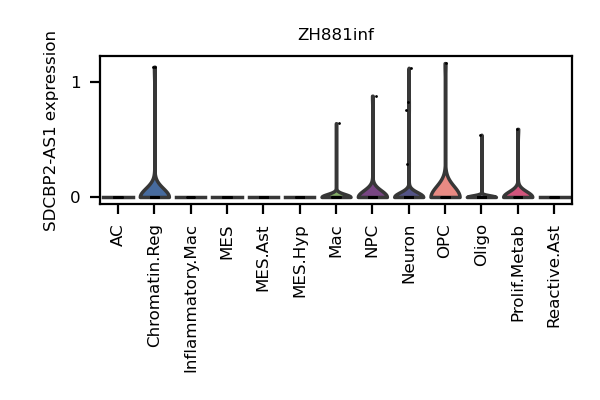 ZH881inf
SDCBP2-AS1 expression
1
0
AC
Chromatin.Reg
Inflammatory.Mac
MES
MES.Ast
MES.Hyp
Mac
NPC
Neuron
OPC
Oligo
Prolif.Metab
Reactive.Ast